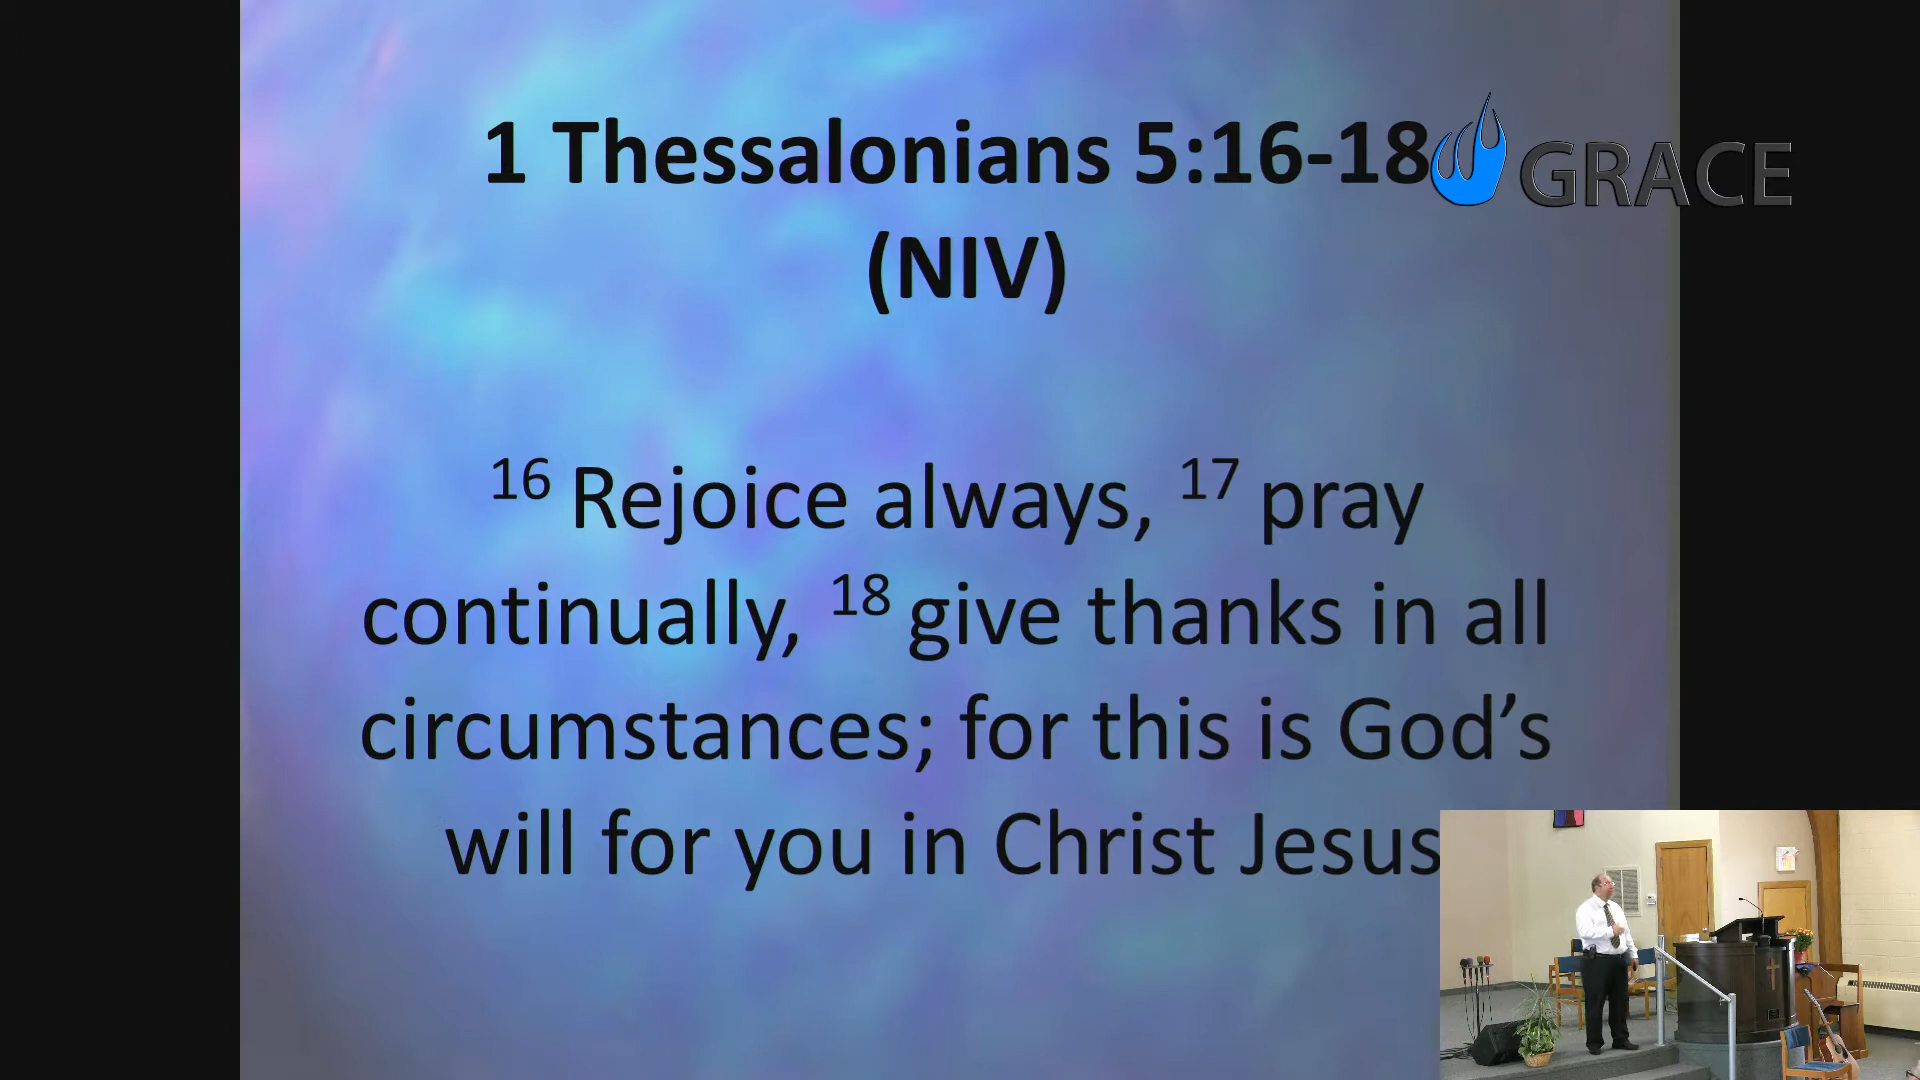 1 Thessalonians 5:16-18
(NIV)
GRACE
16 Rejoice always, 17 pray
continually, 18 give thanks in all
circumstances; for this is God’s
will for you in Christ Jesus